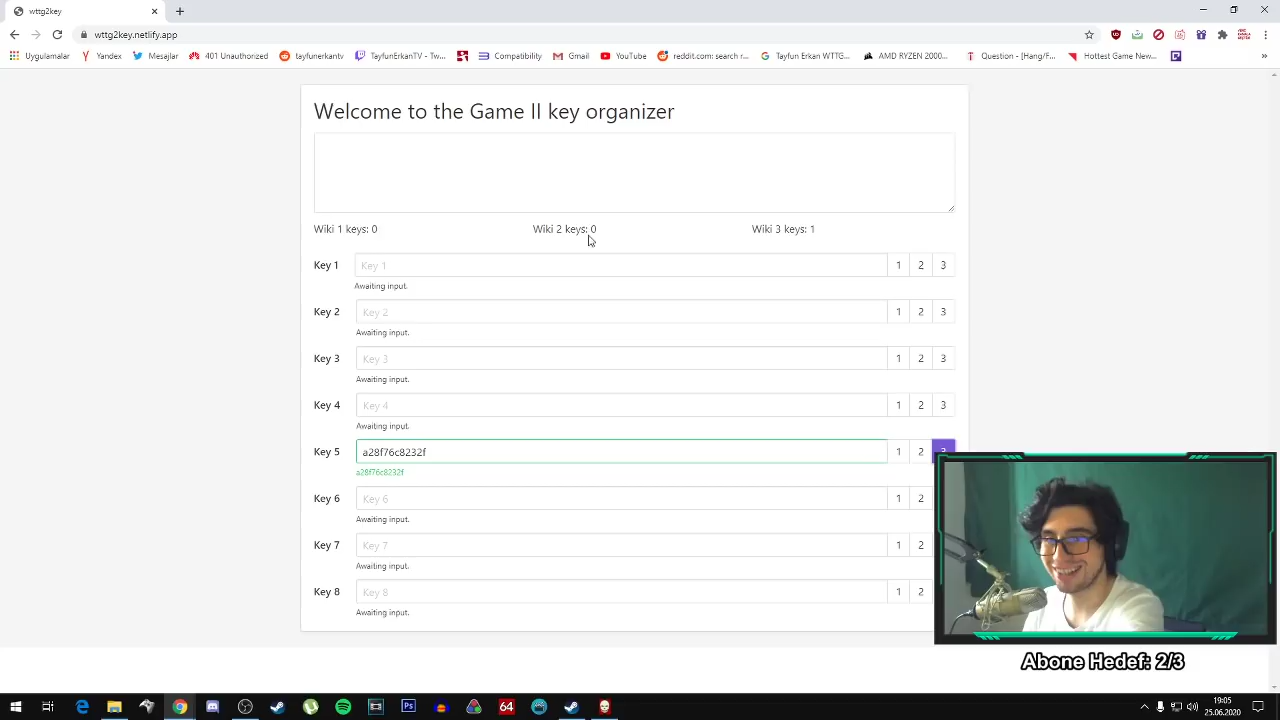 wttg2key
wttg2key.netlify.app
Uygulamalar Yandex Mesajlar 401 Unauthorized tayfunerkantv TayfunErkanTV - Tw... Compatibility Gmail YouTube reddit.com: search r... Tayfun Erkan WTTG... AMD RYZEN 2000... Question - [Hang/F... Hottest Game New... »
Welcome to the Game II key organizer
Wiki 1 keys: 0 Wiki 2 keys: 0 Wiki 3 keys: 1
Key 1 Key 1 1 2 3
Awaiting input.
Key 2 Key 2 1 2 3
Awaiting input.
Key 3 Key 3 1 2 3
Awaiting input.
Key 4 Key 4 1 2 3
Awaiting input.
Key 5 a28f76c8232f 1 2
a28f76c8232f
Key 6 Key 6 1 2
Awaiting input.
Key 7 Key 7 1 2
Awaiting input.
Key 8 Key 8 1 2
Awaiting input.
Abone Hedef: 2/3
64
19:05
25.06.2020